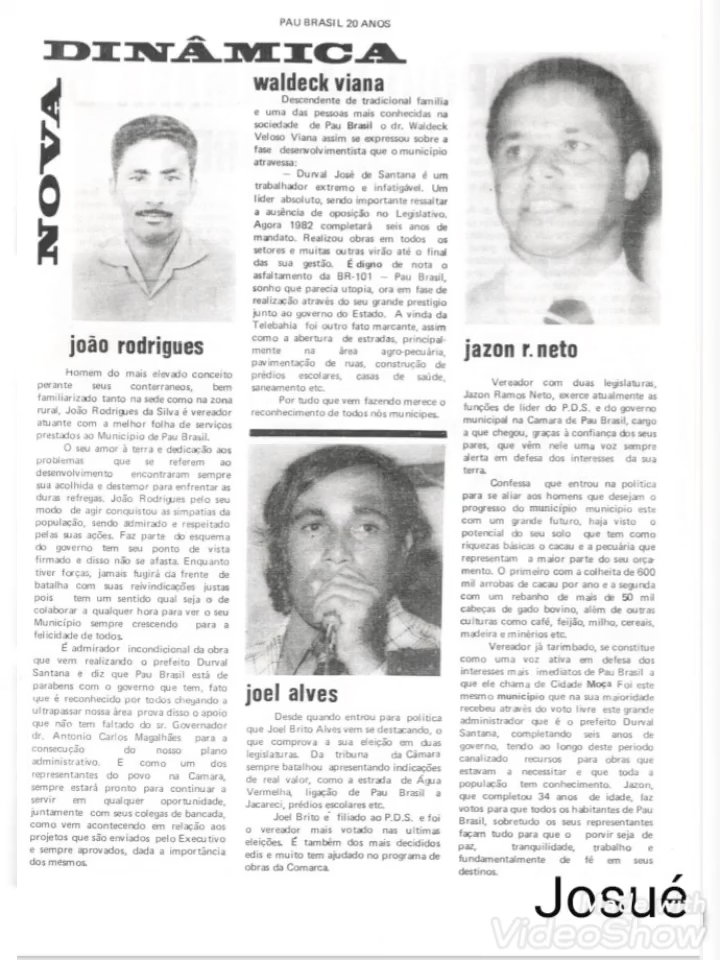 PAU BRASIL 20 ANOS
NOVA
DINÂMICA
joão rodrigues
Homem do mais elevado conceito
perante seus conterraneos, bem
familiarizado tanto na sede como na zona
rural, João Rodrigues da Silva é vereador
atuante com a melhor folha de serviços
prestados ao Municipio de Pau Brasil.
O seu amor à terra e dedicação aos
problemas que se referem ao
desenvolvimento encontraram sempre
sua acolhida e destemor para enfrentar as
duras refregas. João Rodrigues pelo seu
modo de agir conquistou as simpatias da
população, sendo admirado e respeitado
pelas suas ações. Faz parte do esquema
do governo tem seu ponto de vista
firmado e disso não se afasta. Enquanto
tiver forças, jamais fugirá da frente de
batalha com suas reivindicações justas
pois tem um sentido qual seja o de
colaborar a qualquer hora para ver o seu
Município sempre crescendo para a
felicidade de todos.
É admirador incondicional da obra
que vem realizando o prefeito Durval
Santana e diz que Pau Brasil está de
parabens com o governo que tem, fato
que é reconhecido por todos chegando a
ultrapassar nossa área prova disso o apoio
que não tem faltado do sr. Governador
dr. Antonio Carlos Magalhães para a
consecução do nosso plano
administrativo. E como um dos
representantes do povo na Camara,
sempre estará pronto para continuar a
servir em qualquer oportunidade,
juntamente com seus colegas de bancada,
como vem acontecendo em relação aos
projetos que são enviados pelo Executivo
e sempre aprovados, dada a importância
dos mesmos.
waldeck viana
Descendente de tradicional familia
e uma das pessoas mais conhecidas na
sociedade de Pau Brasil o dr. Waldeck
Veloso Viana assim se expressou sobre a
fase desenvolvimentista que o município
atravessa:
— Durval José de Santana é um
trabalhador extremo e infatigável. Um
líder absoluto, sendo importante ressaltar
a ausência de oposição no Legislativo.
Agora 1982 completará seis anos de
mandato. Realizou obras em todos os
setores e muitas outras virão até o final
das sua gestão. É digno de nota o
asfaltamento da BR-101 — Pau Brasil,
sonho que parecia utopia, ora em fase de
realização através do seu grande prestigio
junto ao governo do Estado. A vinda da
Telebahia foi outro fato marcante, assim
como a abertura de estradas, principal-
mente na área agro-pecuária,
pavimentação de ruas, construção de
prédios escolares, casas de saúde,
saneamento etc.
Por tudo que vem fazendo merece o
reconhecimento de todos nós munícipes.
joel alves
Desde quando entrou para politica
que Joel Brito Alves vem se destacando, o
que comprova a sua eleição em duas
legislaturas. Da tribuna da Câmara
sempre batalhou apresentando indicações
de real valor, como a estrada de Água
Vermelha, ligação de Pau Brasil a
Jacareci, prédios escolares etc.
Joel Brito é filiado ao P.D.S. e foi
o vereador mais votado nas ultimas
eleições. É também dos mais decididos
edis e muito tem ajudado no programa de
obras da Comarca.
jazon r. neto
Vereador com duas legislaturas,
Jazon Ramos Neto, exerce atualmente as
funções de lider do P.D.S. e do governo
municipal na Camara de Pau Brasil, cargo
a que chegou, graças à confiança dos seus
pares, que vêm nele uma voz sempre
alerta em defesa dos interesses da sua
terra.
Confessa que entrou na política
para se aliar aos homens que desejam o
progresso do município municipio este
com um grande futuro, haja visto o
potencial do seu solo que tem como
riquezas básicas o cacau e a pecuária que
representam a maior parte do seu orça-
mento. O primeiro com a colheita de 600
mil arrobas de cacau por ano e a segunda
com um rebanho de mais de 50 mil
cabeças de gado bovino, além de outras
culturas como café, feijão, milho, cereais,
madeira e minérios etc.
Vereador já tarimbado, se constitue
como uma voz ativa em defesa dos
interesses mais imediatos de Pau Brasil a
que ele chama de Cidade Moça Foi este
mesmo município que na sua maioridade
recebeu através do voto livre este grande
administrador que é o prefeito Durval
Santana, completando seis anos de
governo, tendo ao longo deste período
canalizado recursos para obras que
estavam a necessitar e que toda a
população tem conhecimento. Jazon,
que completou 34 anos de idade, faz
votos para que todos os habitantes de Pau
Brasil, sobretudo os seus representantes
façam tudo para que o porvir seja de
paz, tranquilidade, trabalho e
fundamentalmente de fé em seus
destinos.
Josué
Made with
VideoShow